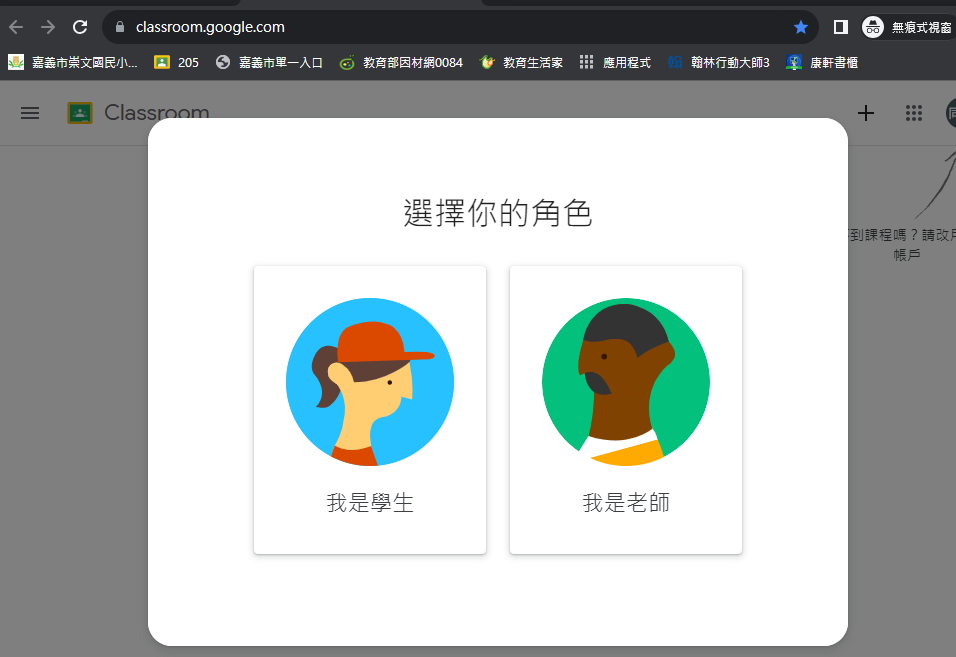 classroom.google.com
無痕式視窗
嘉義市崇文國民小...
205
嘉義市單一入口
教育部因材網0084
教育生活家
應用程式
翰林行動大師3
康軒書櫃
Classroom
選擇你的角色
到課程嗎？請改用
帳戶
我是學生
我是老師